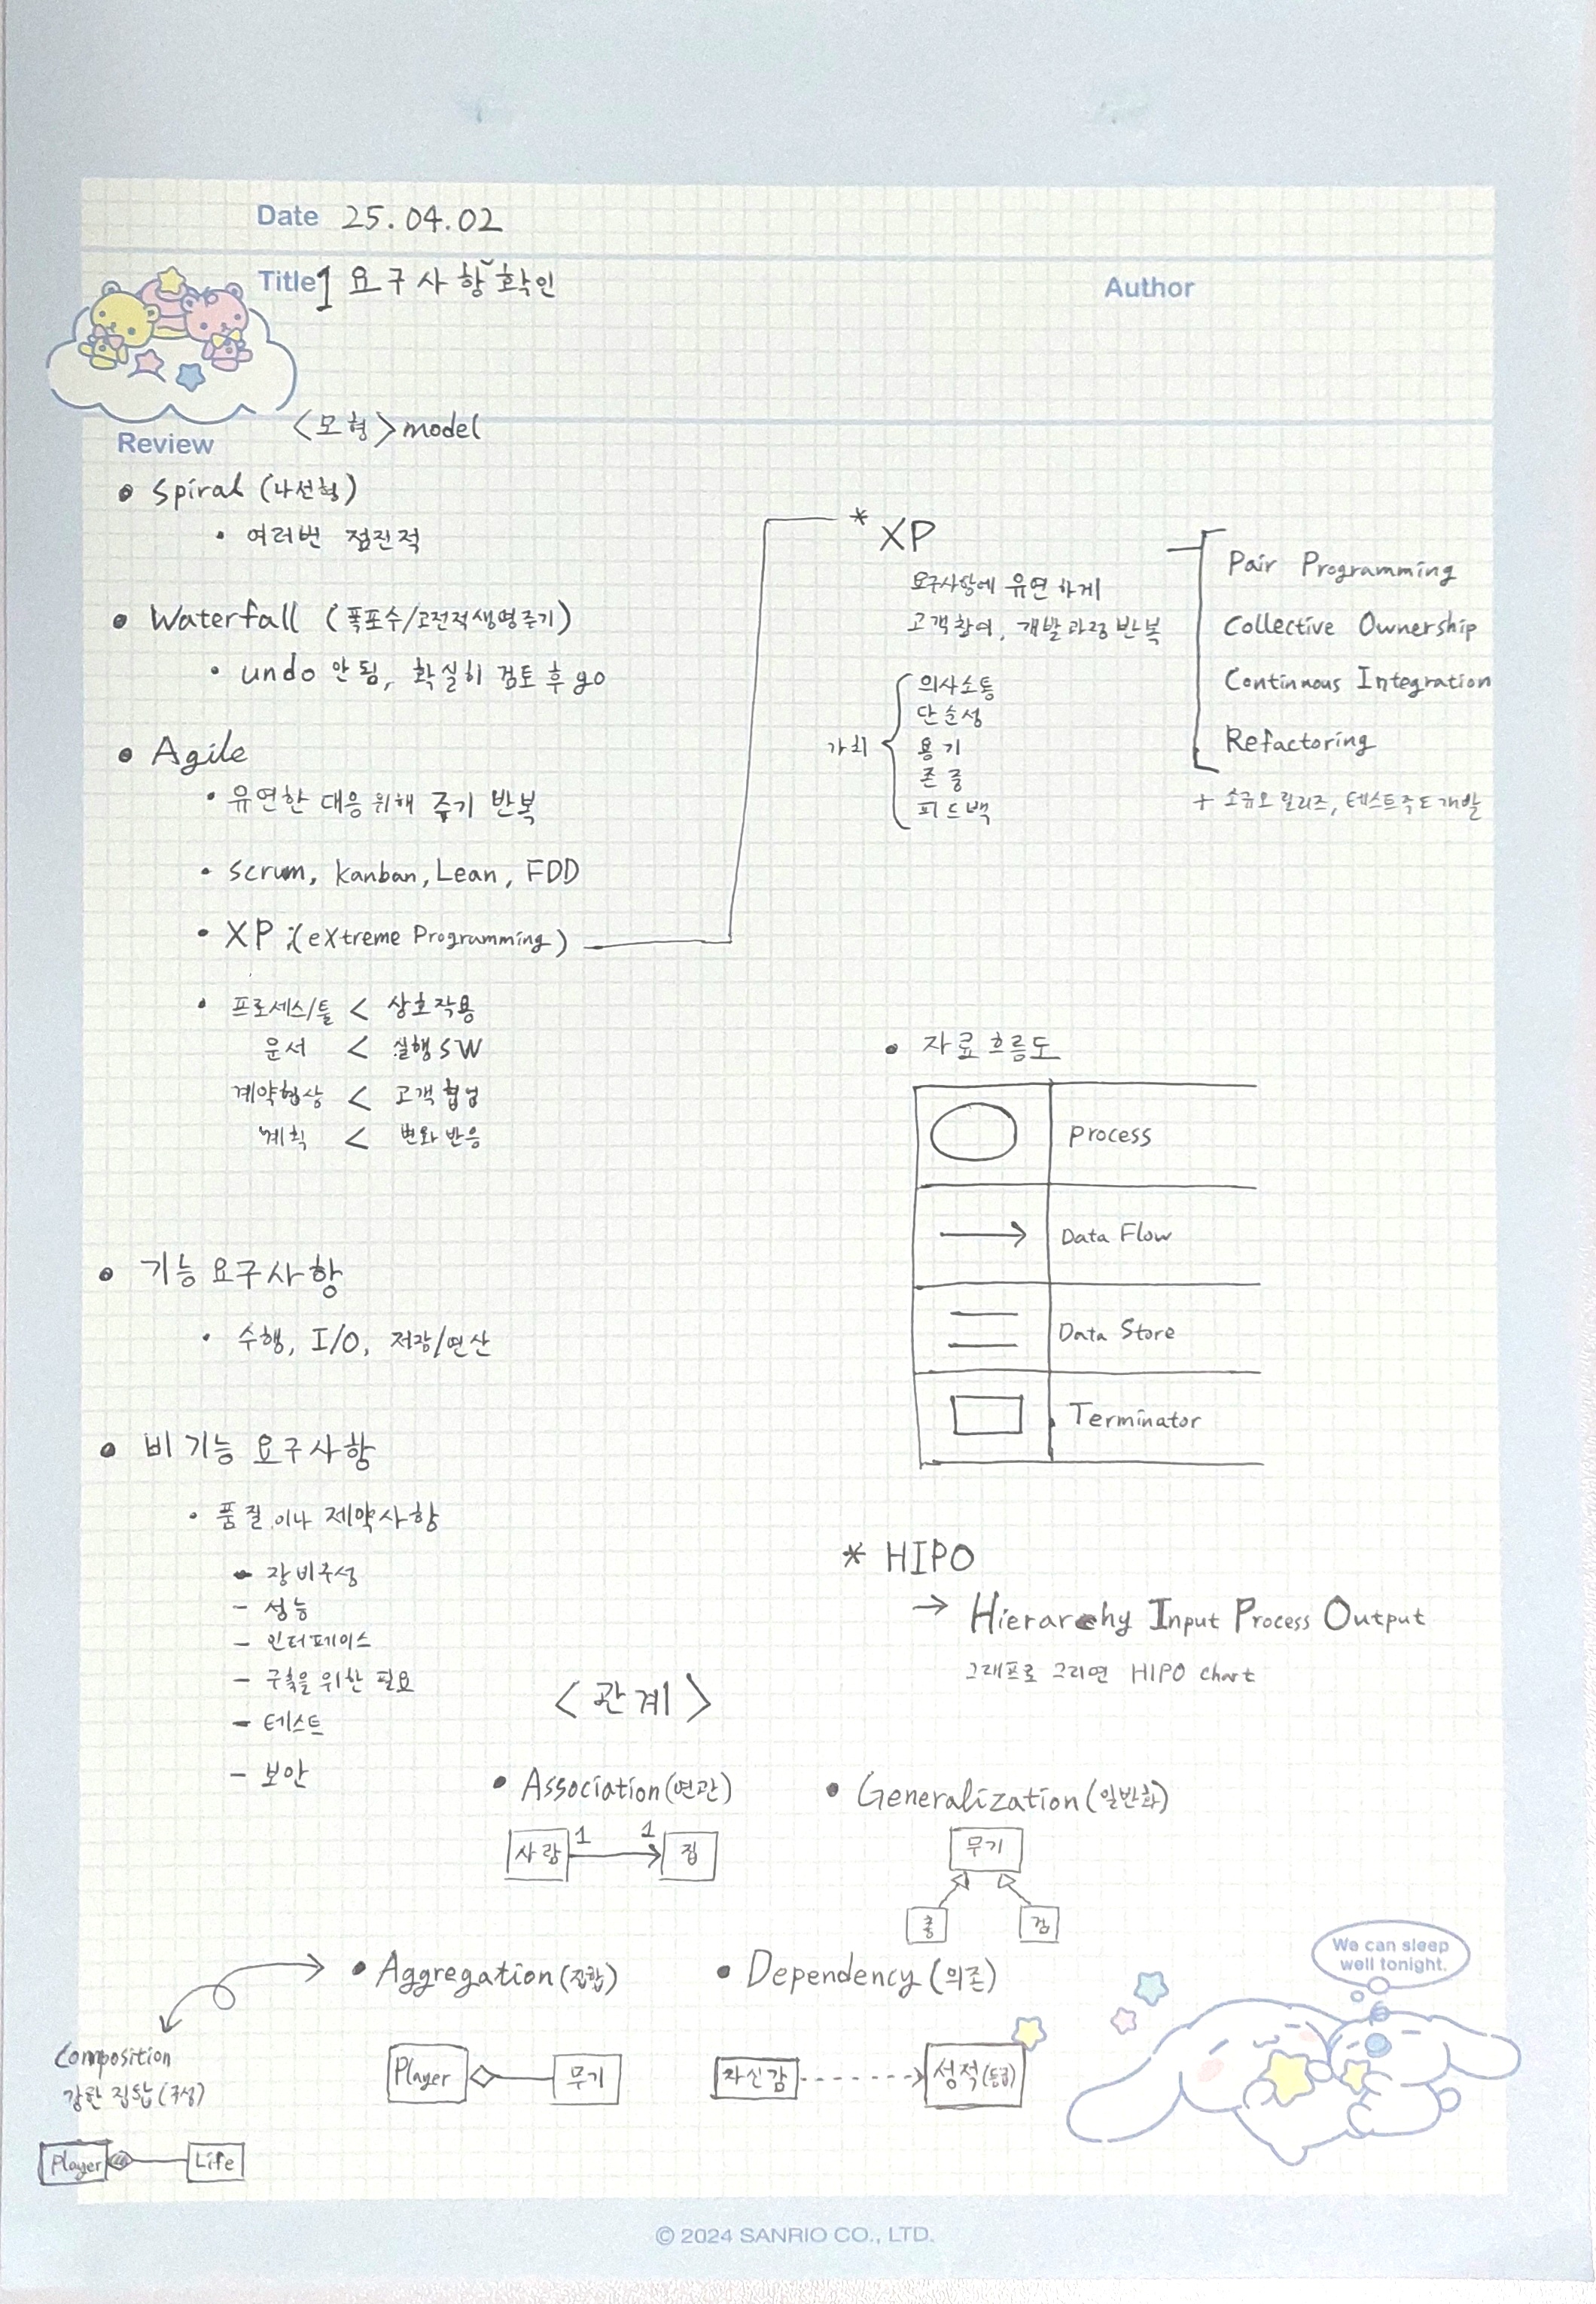 Date 25.04.02
Title 1 요구사항 확인
Author
Review
<모형> model
• Spiral (나선형)
• 여러번 점진적
• Waterfall (폭포수/고전적생명주기)
• undo 안됨, 확실히 검토 후 go
• Agile
• 유연한 대응 위해 주기 반복
• scrum, kanban, Lean, FDD
• XP ;(eXtreme Programming)
• 프로세스/툴 < 상호작용
문서 < 실행 SW
계약협상 < 고객 협업
계획 < 변화 반응
* XP
요구사항에 유연하게
고객참여, 개발과정 반복
가치
의사소통
단순성
용기
존중
피드백
Pair Programming
Collective Ownership
Continuous Integration
Refactoring
+ 소규모 릴리즈, 테스트주도개발
• 기능 요구사항
• 수행, I/O, 저장/연산
• 비기능 요구사항
• 품질이나 제약사항
- 장비구성
- 성능
- 인터페이스
- 구축을 위한 필요
- 테스트
- 보안
• 자료흐름도
Process
Data Flow
Data Store
Terminator
* HIPO
→ Hierarchy Input Process Output
그래프로 그리면 HIPO chart
<관계>
• Association (연관)
사람 1 1 집
• Generalization (일반화)
무기
총 검
• Aggregation (집합)
Player 무기
• Dependency (의존)
자신감 성적(등급)
Composition
강한 집합 (구성)
Player Life
We can sleep
well tonight.
© 2024 SANRIO CO., LTD.